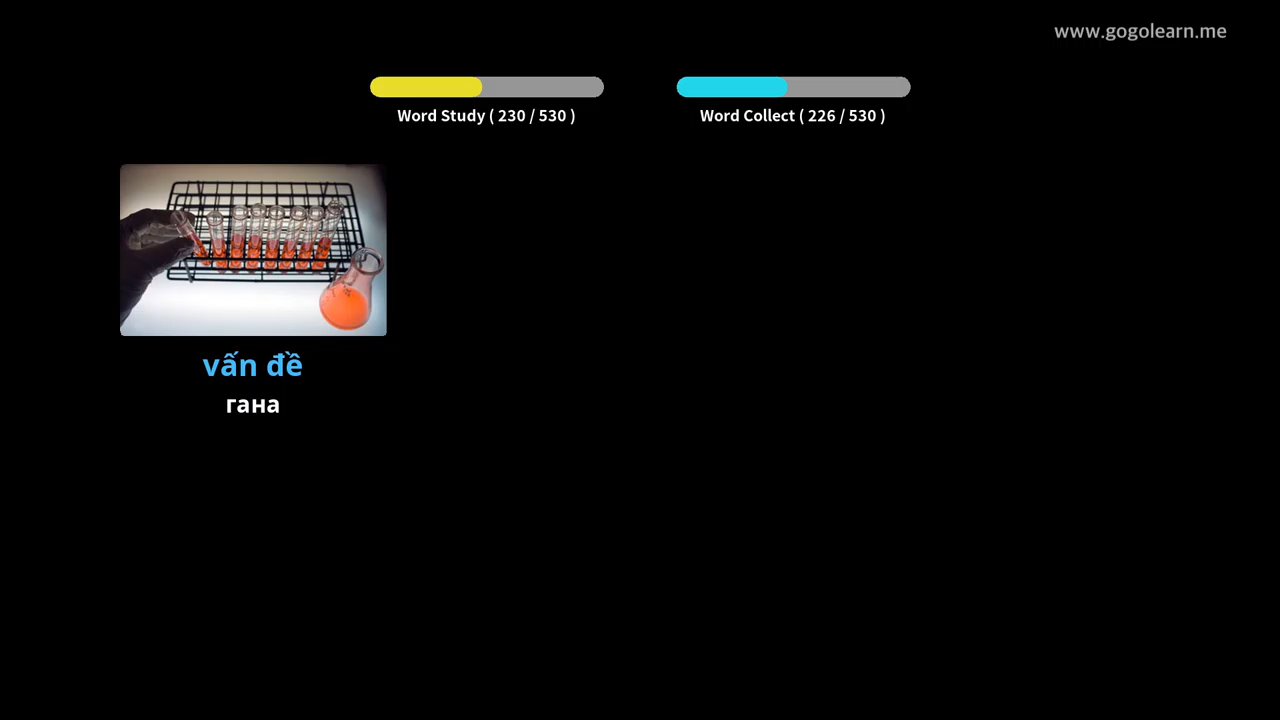 www.gogolearn.me
Word Study ( 230 / 530 )
Word Collect ( 226 / 530 )
vấn đề
гана